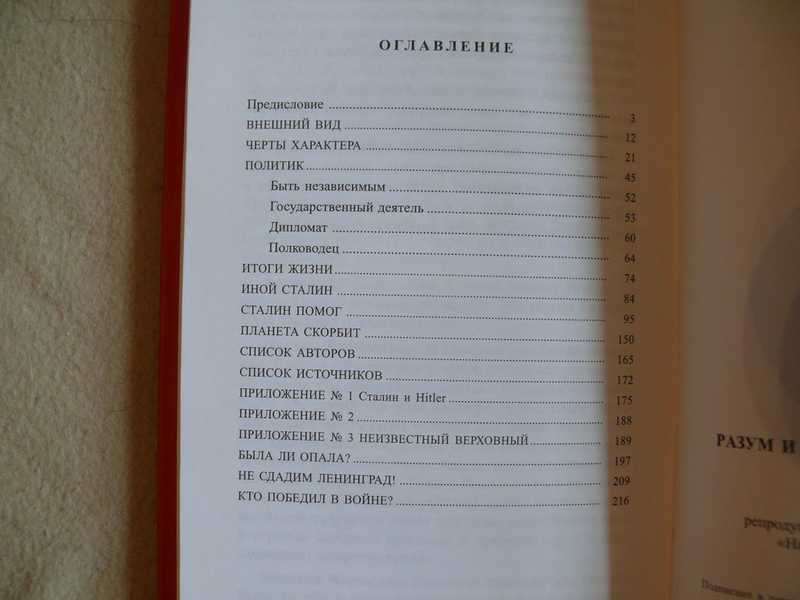 ОГЛАВЛЕНИЕ
Предисловие ........ 3
ВНЕШНИЙ ВИД ........ 12
ЧЕРТЫ ХАРАКТЕРА ........ 21
ПОЛИТИК ........ 45
Быть независимым ........ 52
Государственный деятель ........ 53
Дипломат ........ 60
Полководец ........ 64
ИТОГИ ЖИЗНИ ........ 74
ИНОЙ СТАЛИН ........ 84
СТАЛИН ПОМОГ ........ 95
ПЛАНЕТА СКОРБИТ ........ 150
СПИСОК АВТОРОВ ........ 165
СПИСОК ИСТОЧНИКОВ ........ 172
ПРИЛОЖЕНИЕ № 1 Сталин и Hitler ........ 175
ПРИЛОЖЕНИЕ № 2 ........ 188
ПРИЛОЖЕНИЕ № 3 НЕИЗВЕСТНЫЙ ВЕРХОВНЫЙ ........ 189
БЫЛА ЛИ ОПАЛА? ........ 197
НЕ СДАДИМ ЛЕНИНГРАД! ........ 209
КТО ПОБЕДИЛ В ВОЙНЕ? ........ 216
РАЗУМ И
репроду
«На
Подписано в